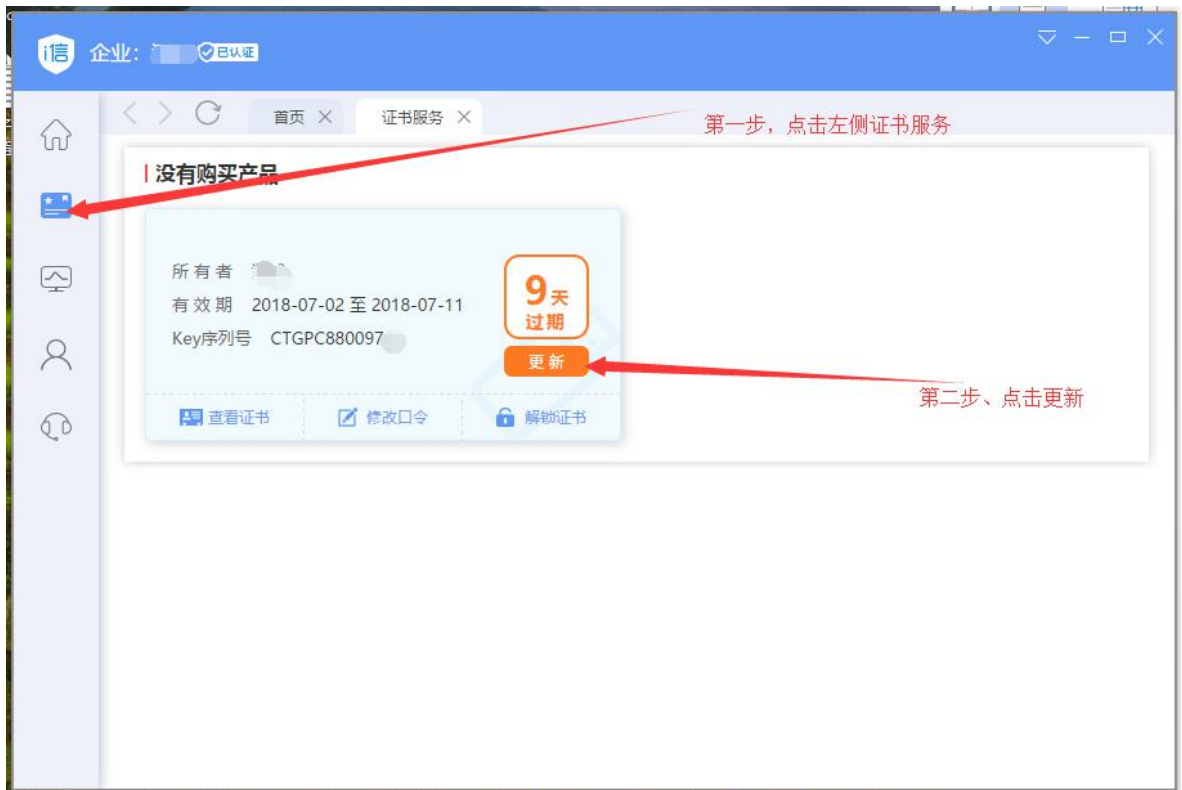 i信 企业: 已认证
首页 证书服务
第一步，点击左侧证书服务
没有购买产品
所有者
有效期 2018-07-02 至 2018-07-11
Key序列号 CTGPC880097
9天
过期
更新
第二步、点击更新
查看证书 修改口令 解锁证书